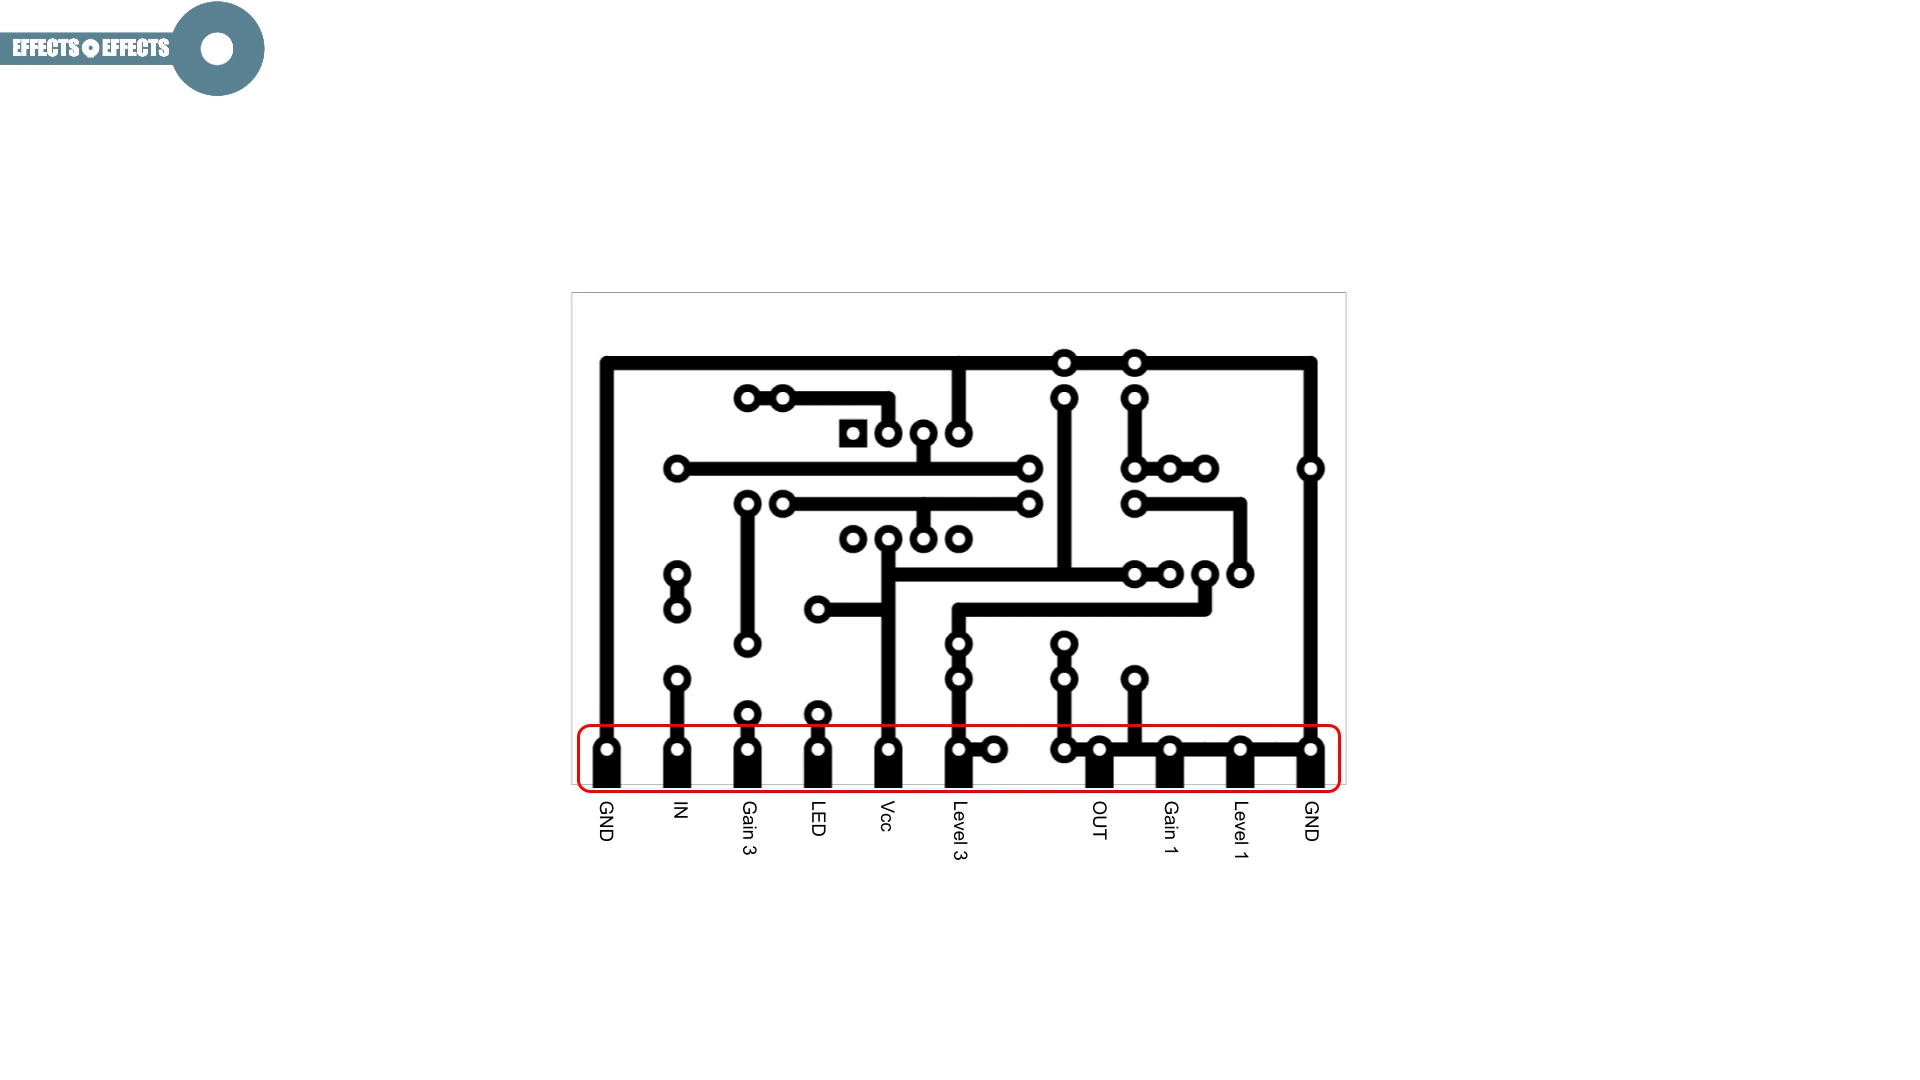 EFFECTS EFFECTS
GND
IN
Gain 3
LED
Vcc
Level 3
OUT
Gain 1
Level 1
GND